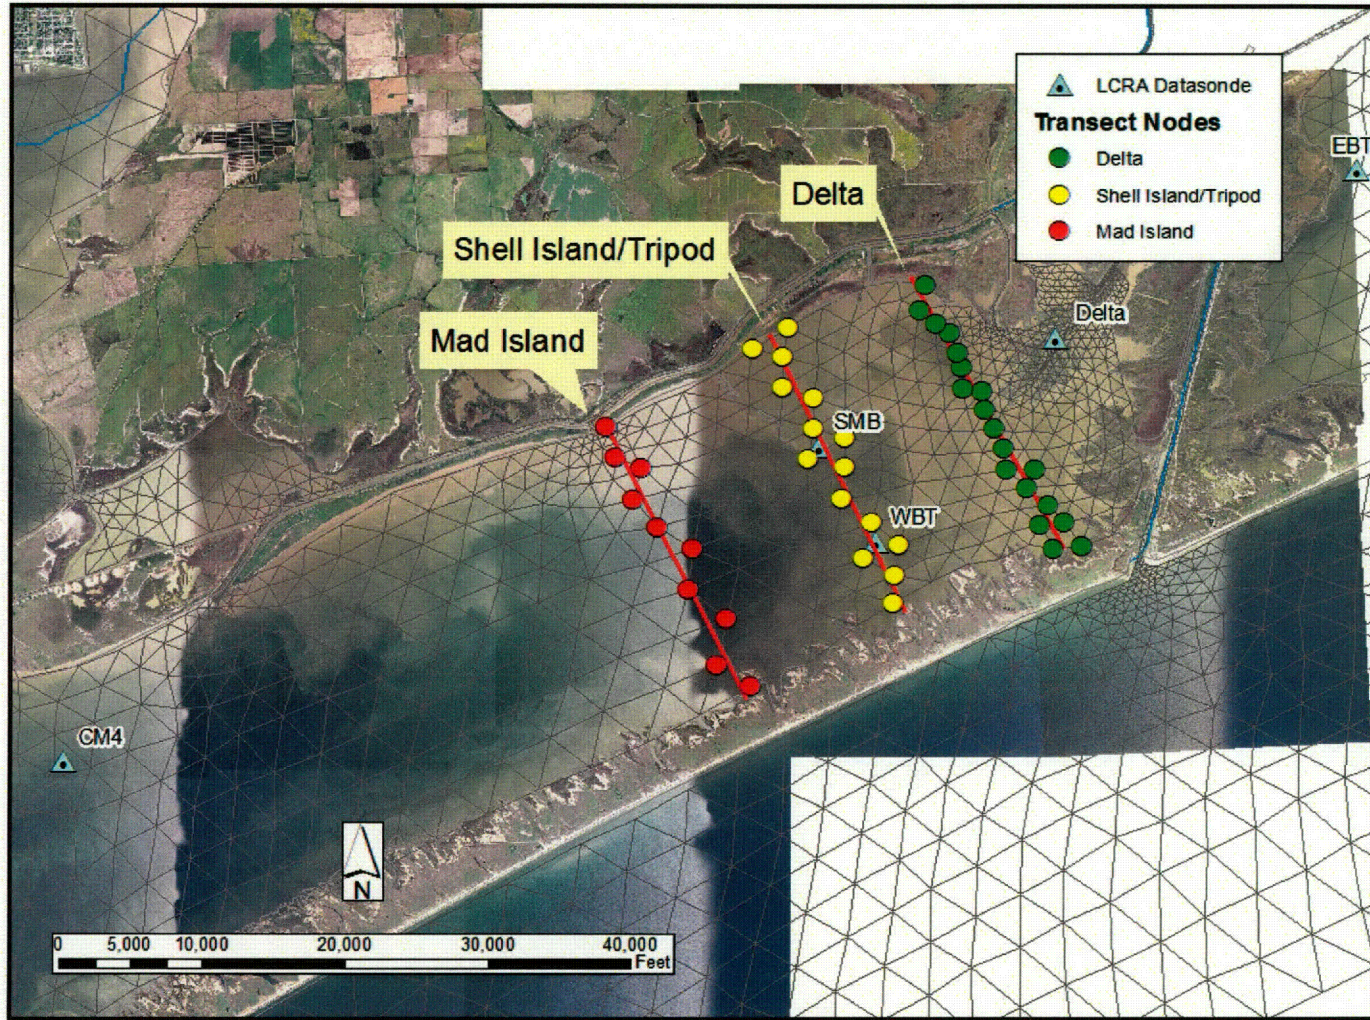 LCRA Datasonde
Transect Nodes
Delta
Shell Island/Tripod
Mad Island
EBT
Delta
Shell Island/Tripod
Mad Island
Delta
SMB
WBT
CM4
N
0 5,000 10,000 20,000 30,000 40,000
Feet